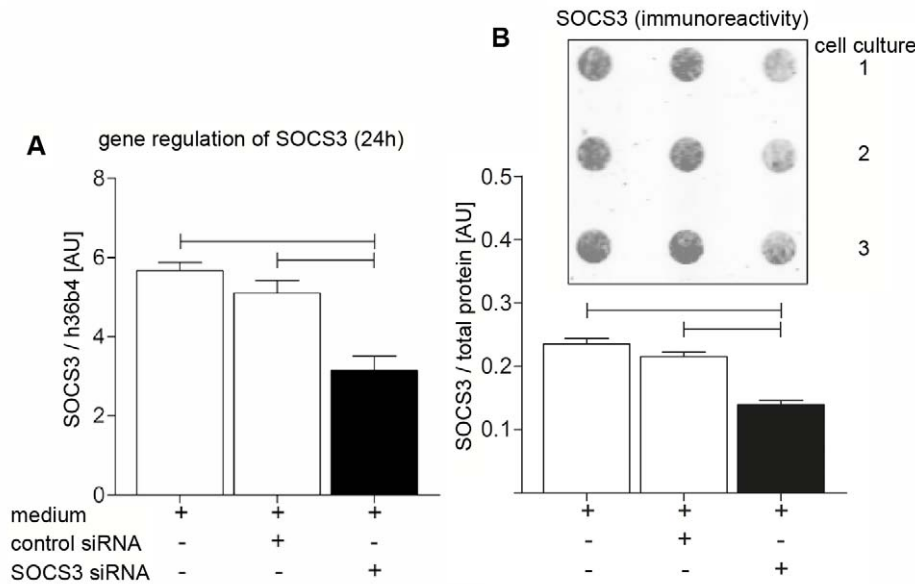 A
gene regulation of SOCS3 (24h)
SOCS3 / h36b4 [AU]
8
6
4
2
0
medium + + +
control siRNA - + -
SOCS3 siRNA - - +
B
SOCS3 (immunoreactivity)
cell culture
1
2
3
SOCS3 / total protein [AU]
0.5
0.4
0.3
0.2
0.1
+ + +
- + -
- - +